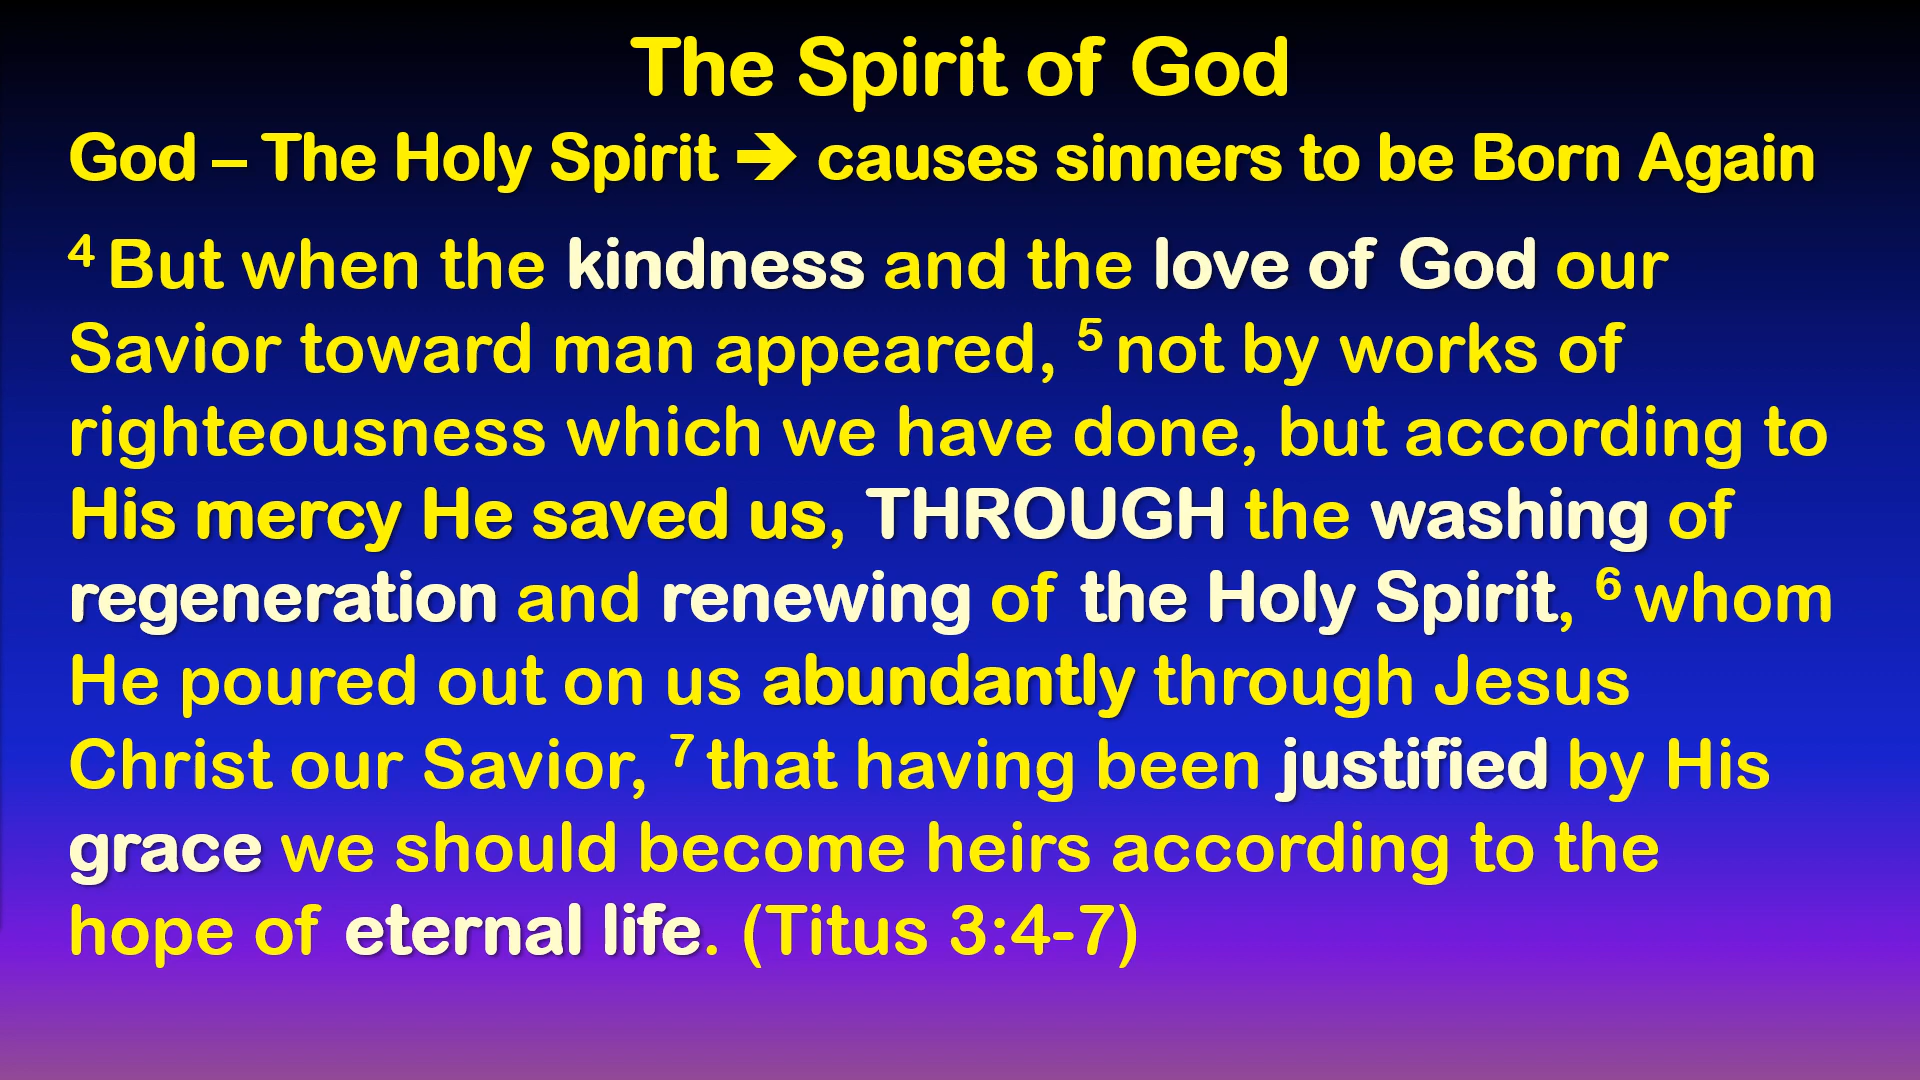 The Spirit of God
God – The Holy Spirit ➔ causes sinners to be Born Again
4 But when the kindness and the love of God our
Savior toward man appeared, 5 not by works of
righteousness which we have done, but according to
His mercy He saved us, THROUGH the washing of
regeneration and renewing of the Holy Spirit, 6 whom
He poured out on us abundantly through Jesus
Christ our Savior, 7 that having been justified by His
grace we should become heirs according to the
hope of eternal life. (Titus 3:4-7)